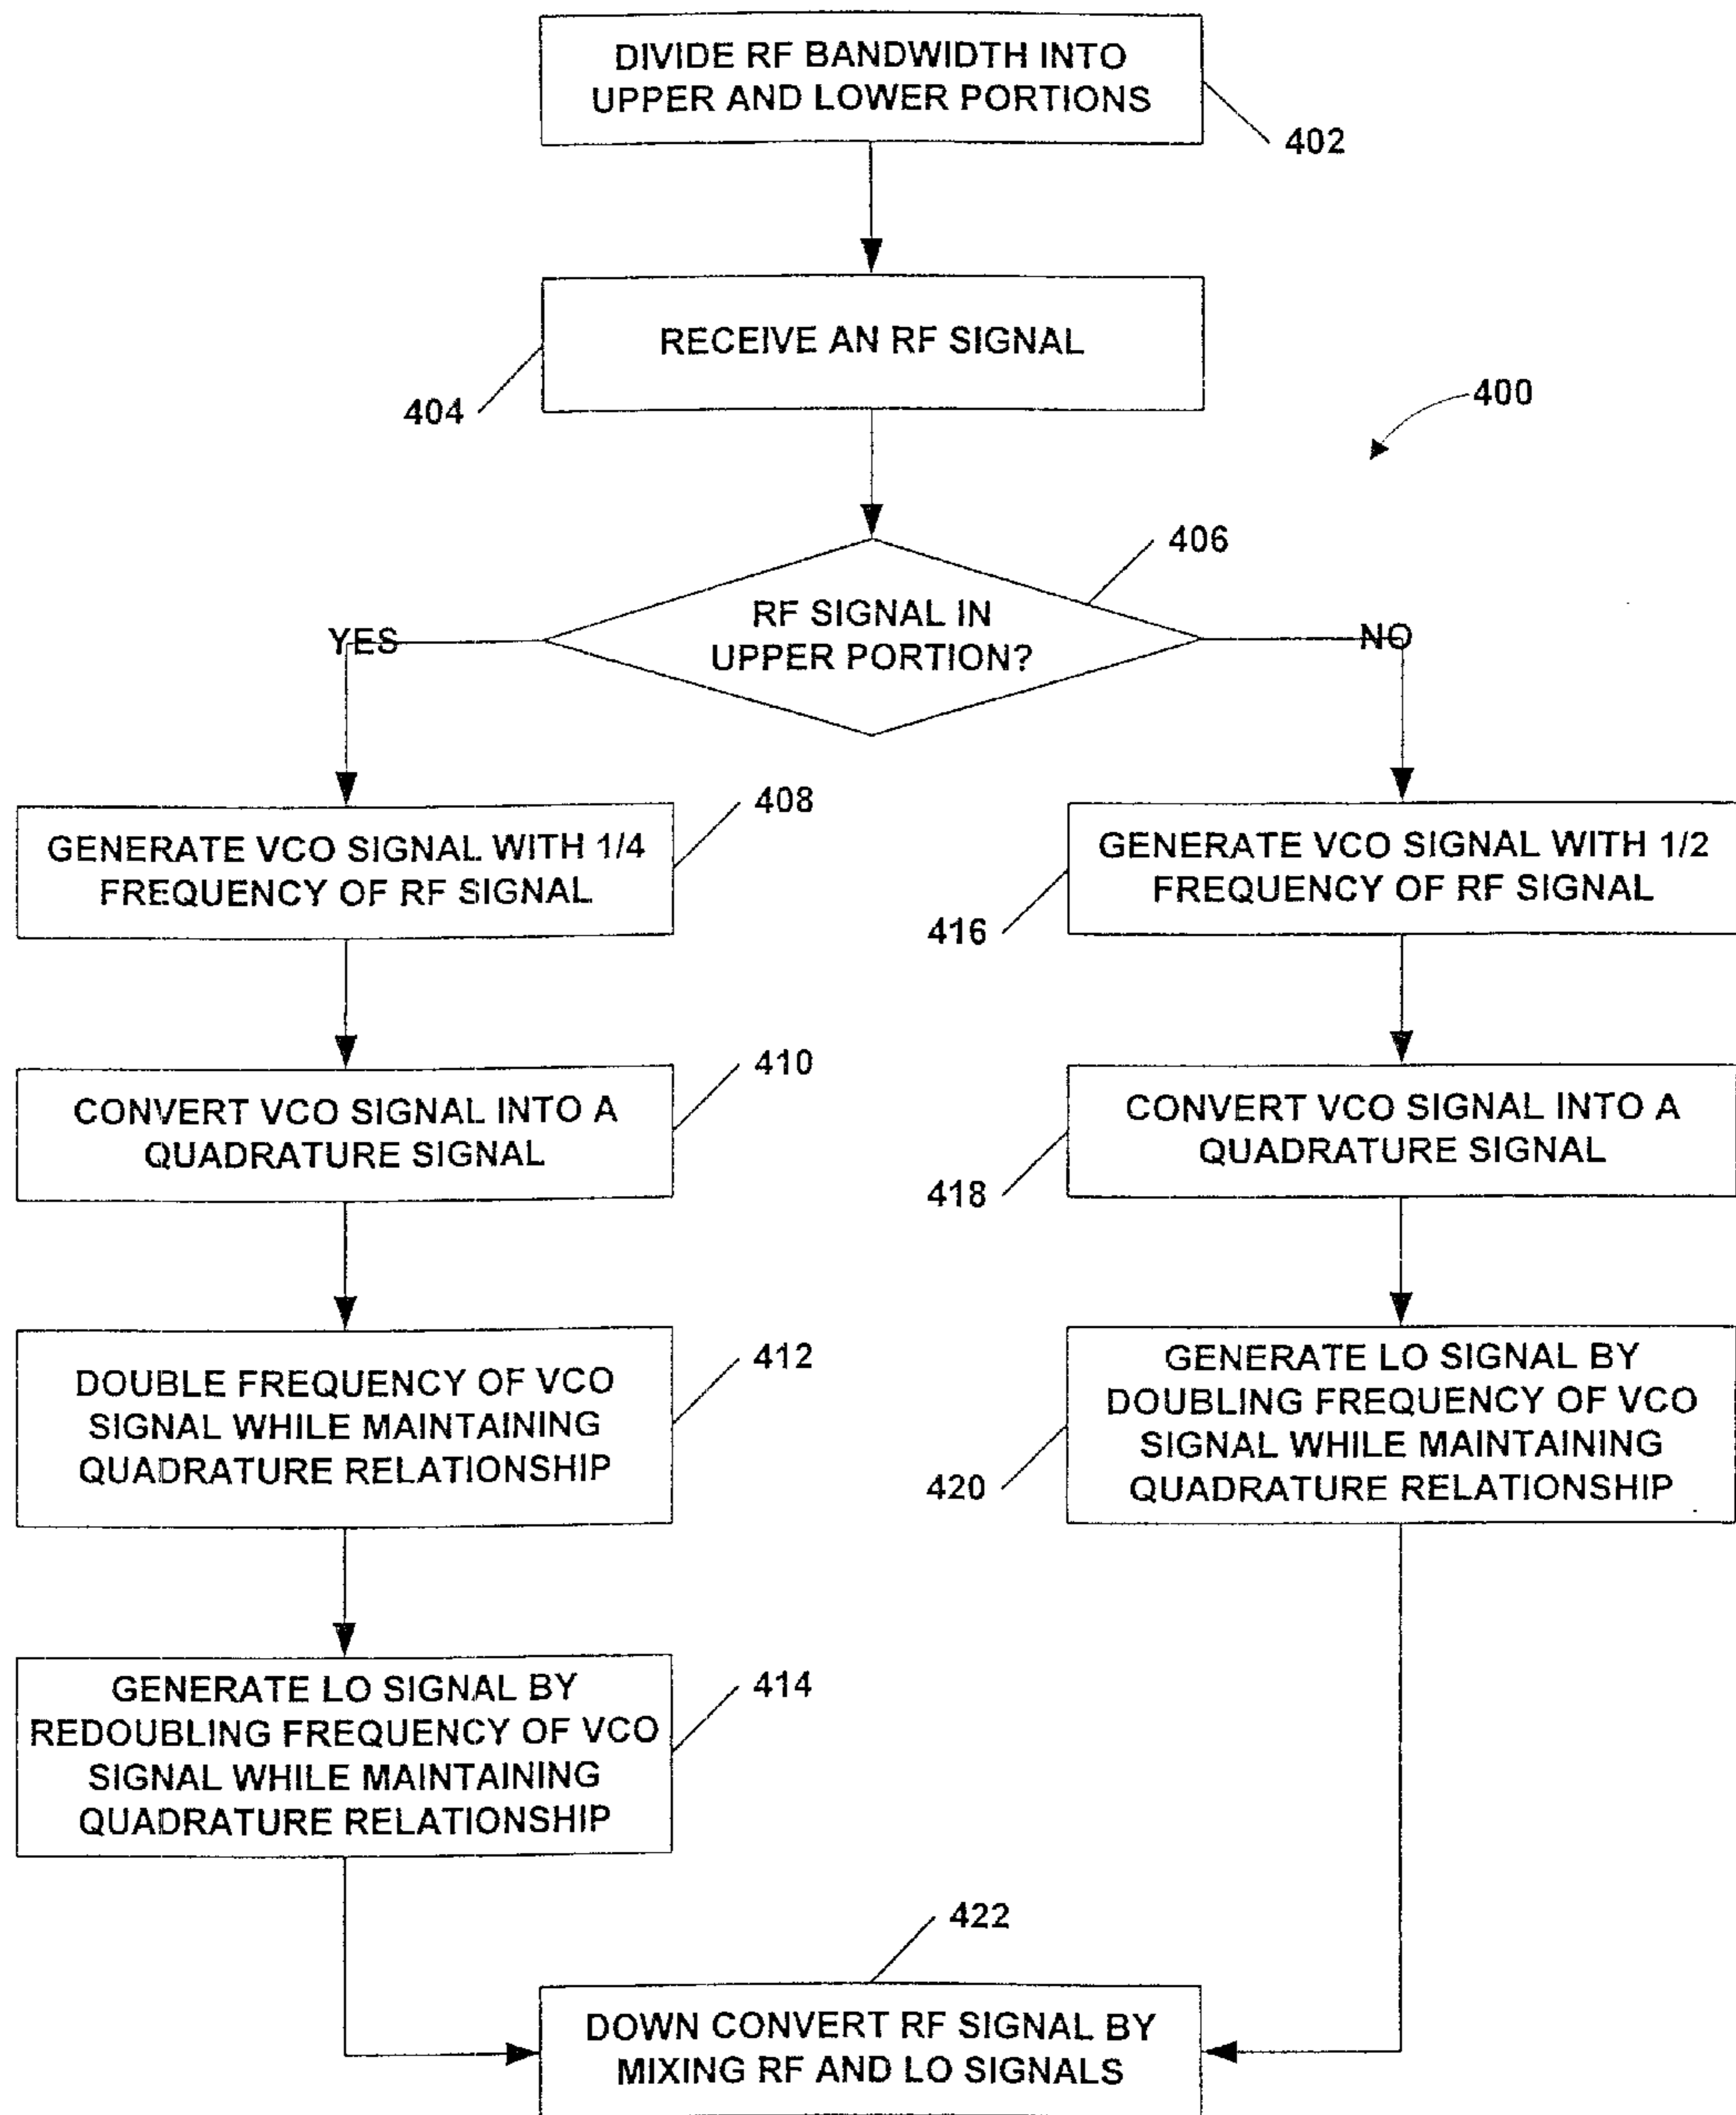 DIVIDE RF BANDWIDTH INTO
UPPER AND LOWER PORTIONS
402
RECEIVE AN RF SIGNAL
404
400
406
RF SIGNAL IN
UPPER PORTION?
YES
NO
408
GENERATE VCO SIGNAL WITH 1/4
FREQUENCY OF RF SIGNAL
GENERATE VCO SIGNAL WITH 1/2
FREQUENCY OF RF SIGNAL
416
410
CONVERT VCO SIGNAL INTO A
QUADRATURE SIGNAL
CONVERT VCO SIGNAL INTO A
QUADRATURE SIGNAL
418
412
DOUBLE FREQUENCY OF VCO
SIGNAL WHILE MAINTAINING
QUADRATURE RELATIONSHIP
GENERATE LO SIGNAL BY
DOUBLING FREQUENCY OF VCO
SIGNAL WHILE MAINTAINING
QUADRATURE RELATIONSHIP
420
414
GENERATE LO SIGNAL BY
REDOUBLING FREQUENCY OF VCO
SIGNAL WHILE MAINTAINING
QUADRATURE RELATIONSHIP
422
DOWN CONVERT RF SIGNAL BY
MIXING RF AND LO SIGNALS